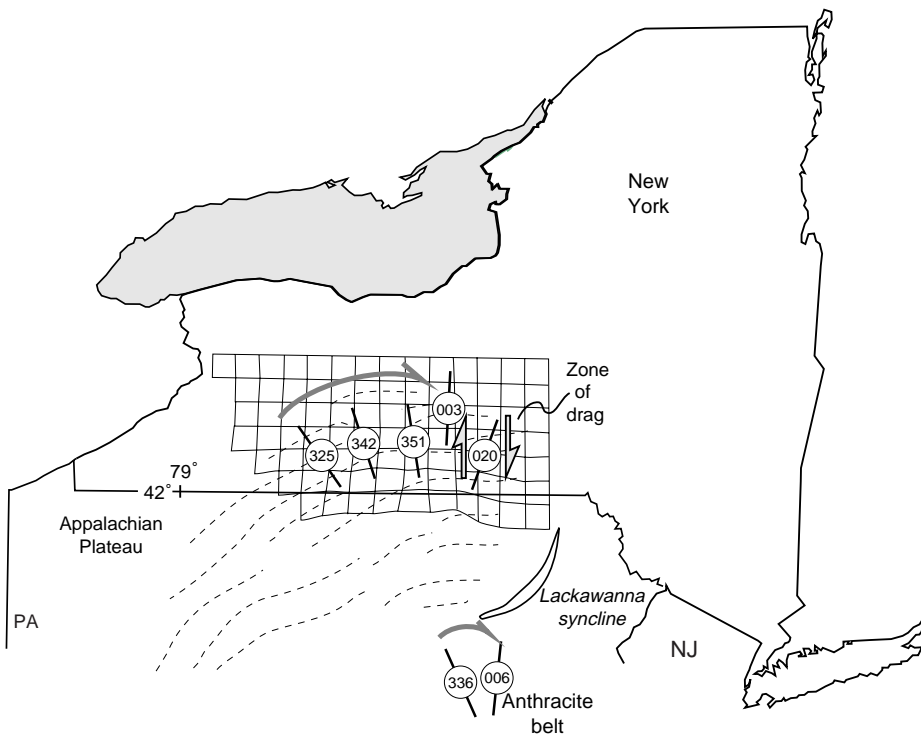 New
York
Zone
of
drag
003
325
342
351
020
79°
42°
Appalachian
Plateau
PA
Lackawanna
syncline
NJ
336
006
Anthracite
belt